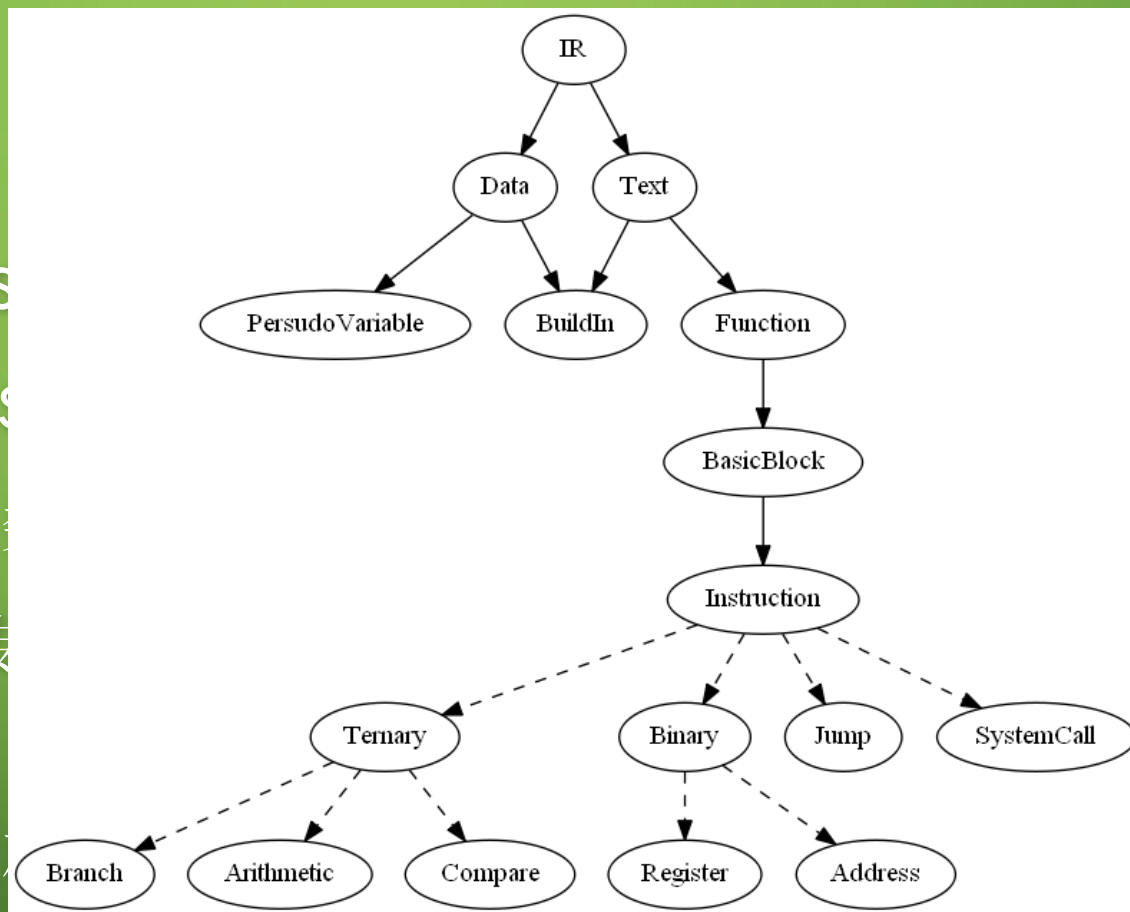 IR
Data
Text
PersudoVariable
BuildIn
Function
BasicBlock
Instruction
Ternary
Binary
Jump
SystemCall
Branch
Arithmetic
Compare
Register
Address